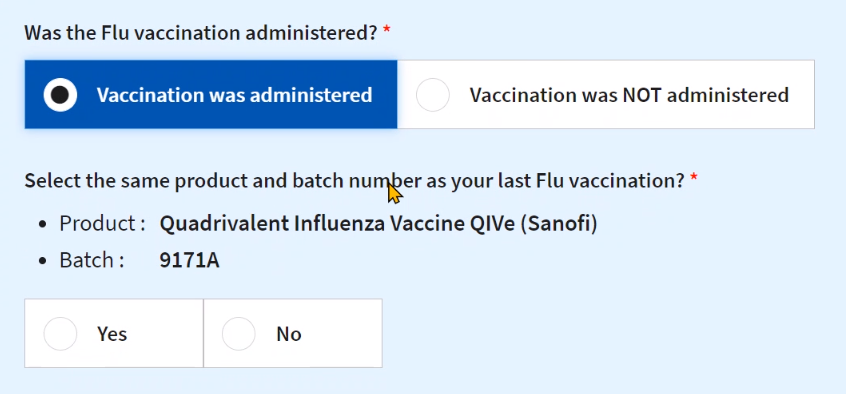 Was the Flu vaccination administered? *
Vaccination was administered
Vaccination was NOT administered
Select the same product and batch number as your last Flu vaccination? *
• Product : Quadrivalent Influenza Vaccine QIVe (Sanofi)
• Batch : 9171A
Yes
No